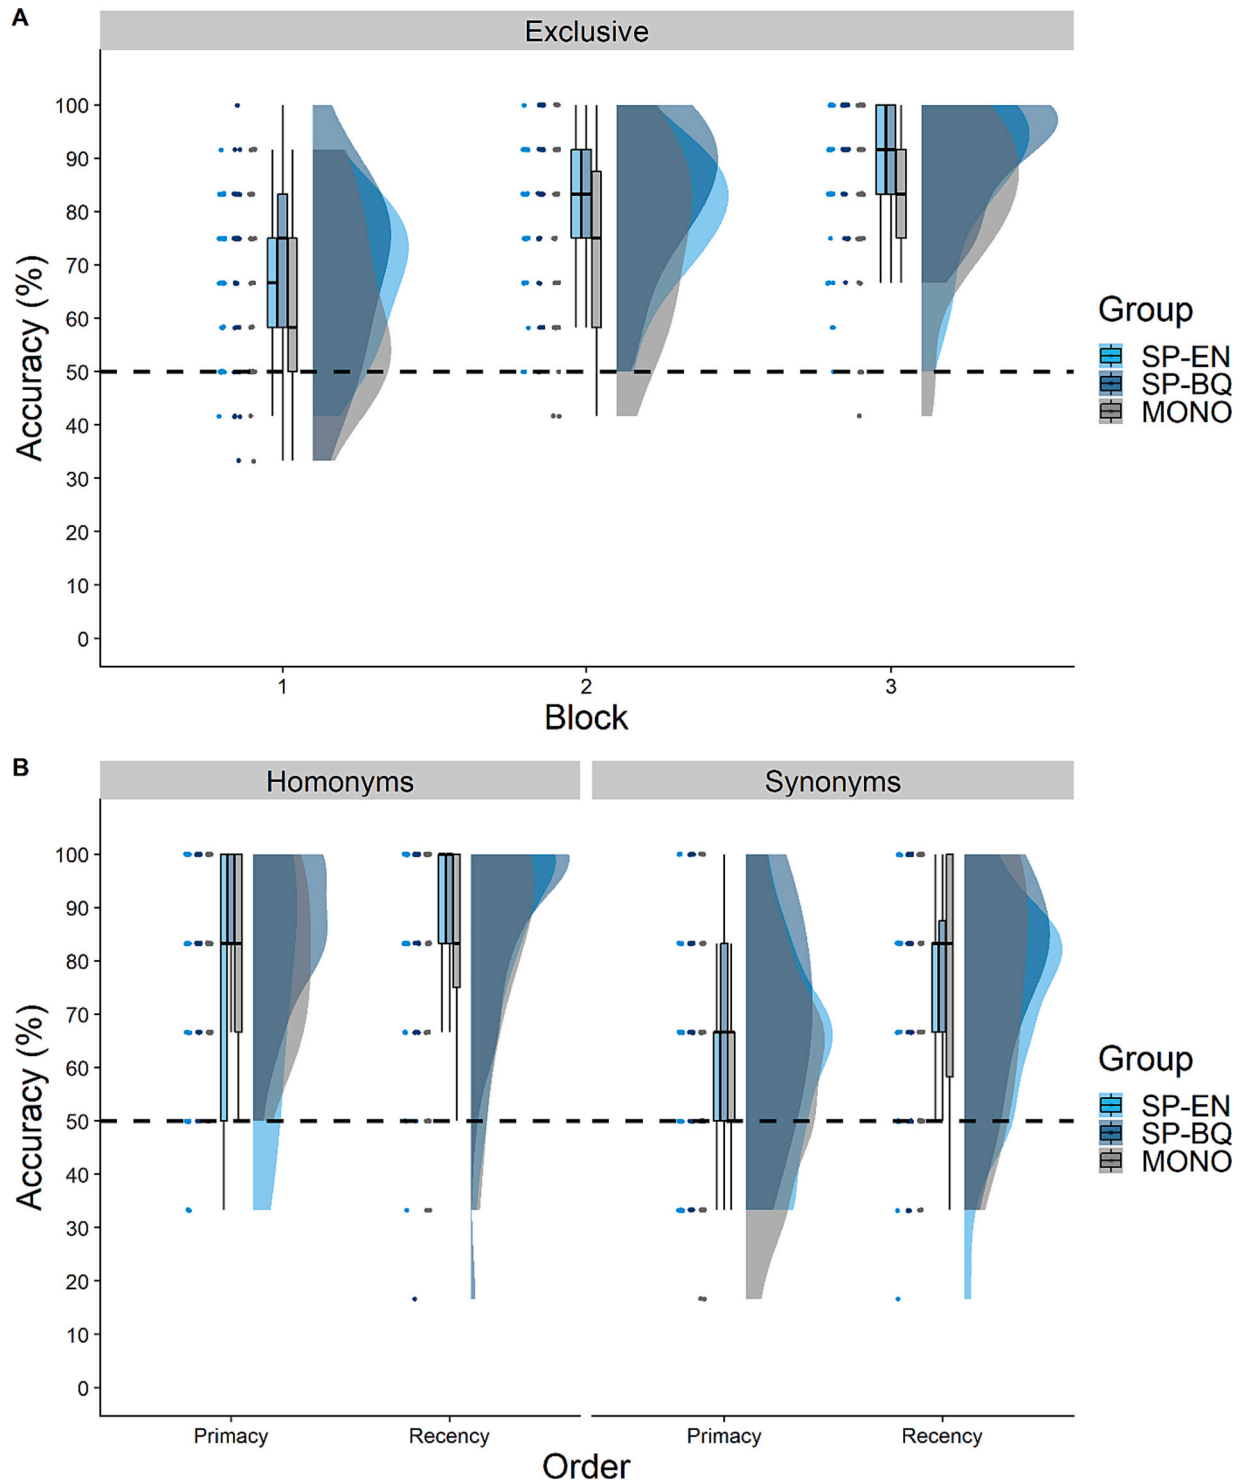 A
Exclusive
Accuracy (%)
100
90
80
70
60
50
40
30
20
10
0
1 2 3
Block
Group
SP-EN
SP-BQ
MONO
B
Homonyms Synonyms
Accuracy (%)
100
90
80
70
60
50
40
30
20
10
0
Primacy Recency Primacy Recency
Order
Group
SP-EN
SP-BQ
MONO